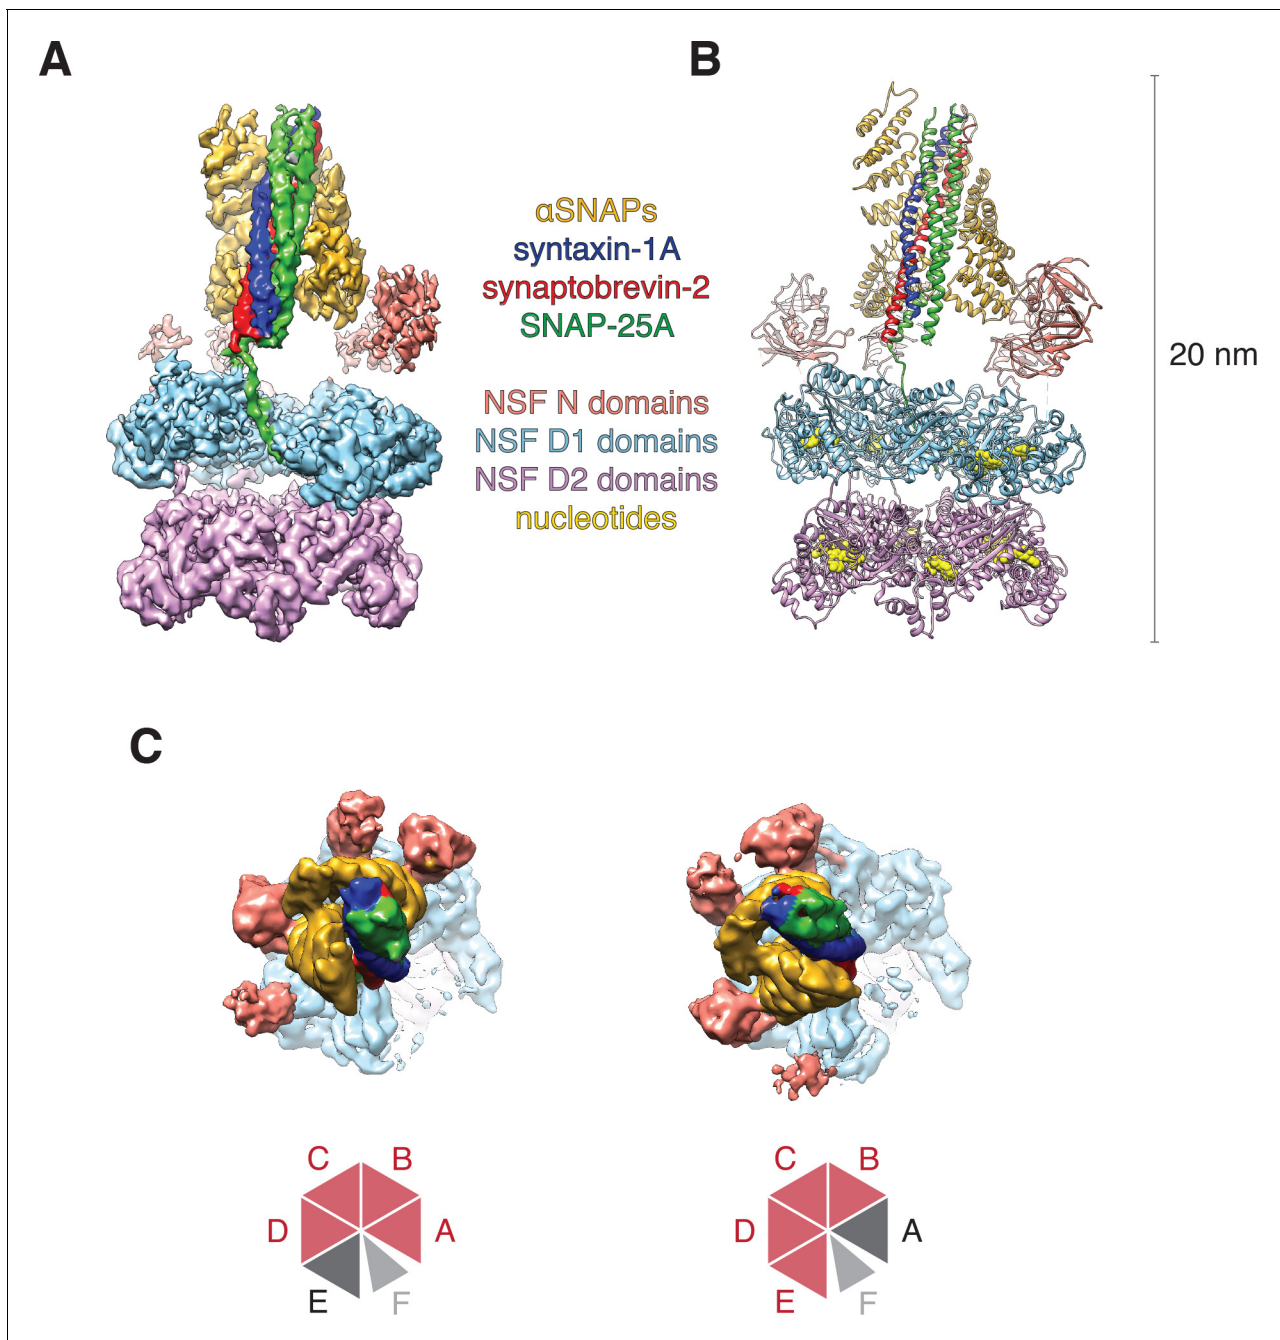 A
B
αSNAPs
syntaxin-1A
synaptobrevin-2
SNAP-25A
NSF N domains
NSF D1 domains
NSF D2 domains
nucleotides
20 nm
C
C B
D A
E F
C B
D A
E F